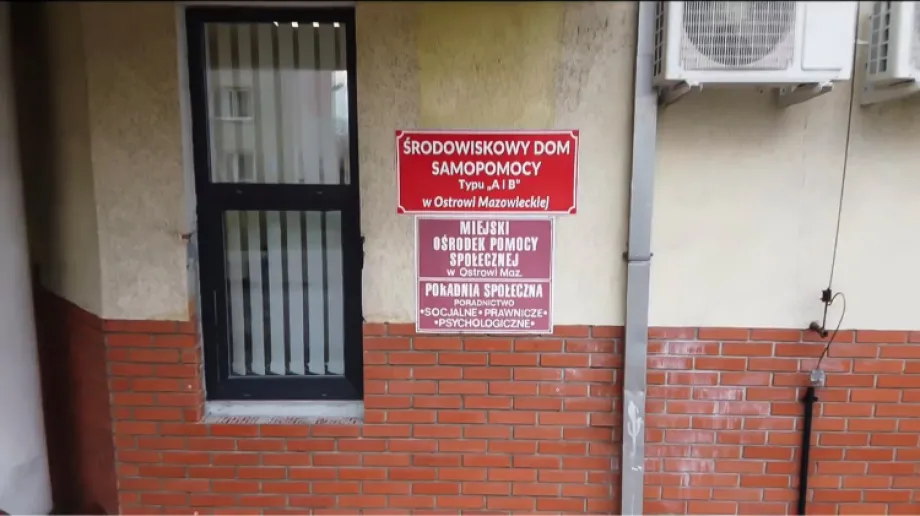 ŚRODOWISKOWY DOM
SAMOPOMOCY
Typu „A i B"
w Ostrowi Mazowieckiej
MIEJSKI
OŚRODEK POMOCY
SPOŁECZNEJ
w Ostrowi Maz.
PORADNIA SPOŁECZNA
PORADNICTWO
•SOCJALNE•PRAWNICZE•
•PSYCHOLOGICZNE•